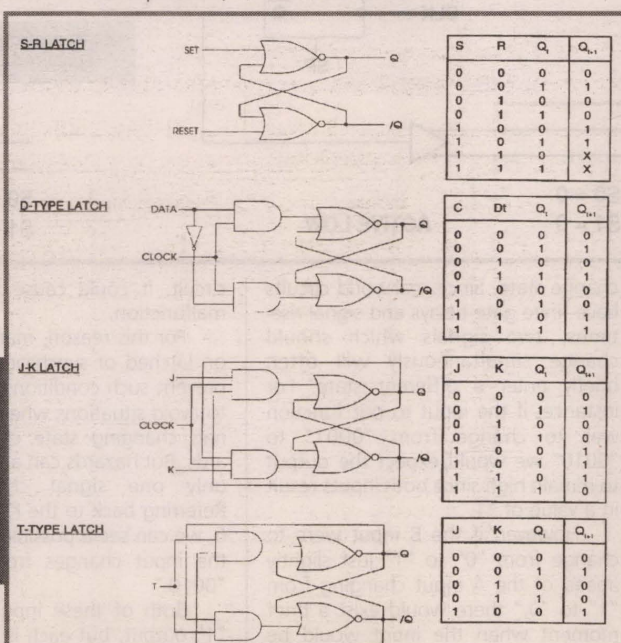 S-R LATCH
SET
Q
RESET
/Q
S R Qt Qt+1
0 0 0 0
0 0 1 1
0 1 0
0 1 1 0
1 0 0 1
1 0 1 1
1 1 0 X
1 1 1 X
D-TYPE LATCH
DATA
CLOCK
Q
/Q
C Dt Qt Qt+1
0 0 0 0
0 0 1 1
0 1 0 0
0 1 1 1
1 0 0 0
1 0 1 0
1 1 0 1
1 1 1 1
J-K LATCH
J
CLOCK
K
Q
/Q
J K Qt Qt+1
0 0 0 0
0 0 1 1
0 1 0 0
0 1 1 0
1 0 0 1
1 0 1 1
1 1 0 1
1 1 1 0
T-TYPE LATCH
T
Q
/Q
J K Qt Qt+1
0 0 0
0 0 1 1
0 1 0
0 1 1 0
1 0 0 1